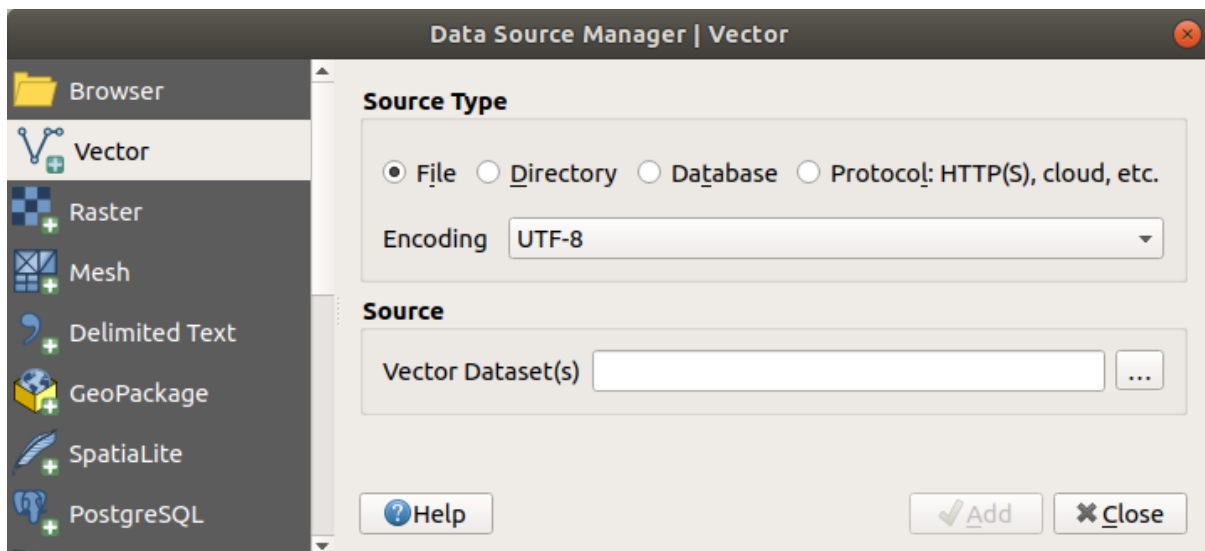 Data Source Manager | Vector
Browser
Vector
Raster
Mesh
Delimited Text
GeoPackage
SpatiaLite
PostgreSQL
Source Type
File Directory Database Protocol: HTTP(S), cloud, etc.
Encoding UTF-8
Source
Vector Dataset(s) ...
Help Add Close